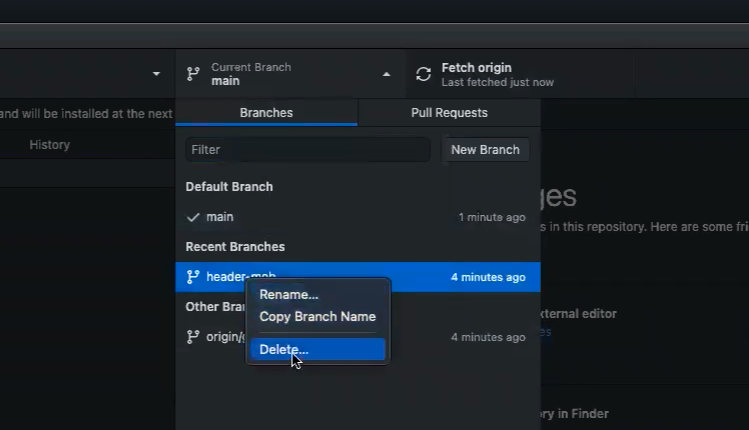 Current Branch
main
Fetch origin
Last fetched just now
and will be installed at the next
Branches
Pull Requests
History
Filter
New Branch
Default Branch
main
1 minute ago
ges
s in this repository. Here are some fri
Recent Branches
header-mob
4 minutes ago
Rename...
Copy Branch Name
Delete...
Other Bran
origin/g
4 minutes ago
xternal editor
es
ry in Finder